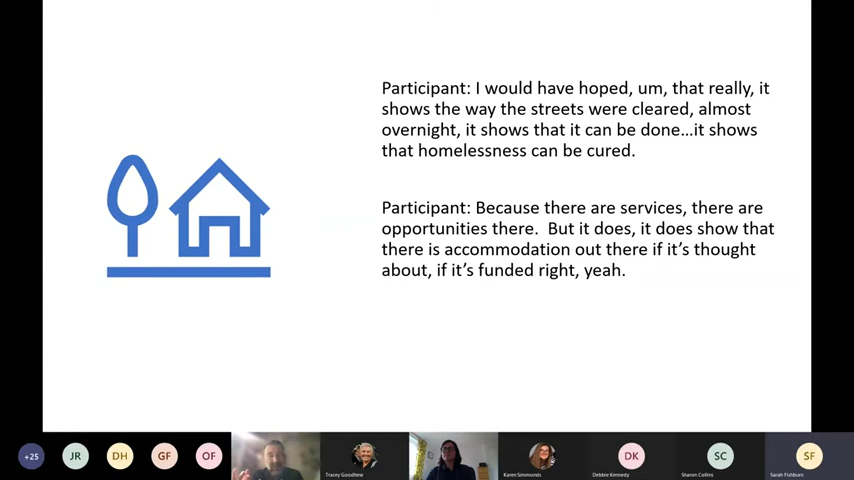 Participant: I would have hoped, um, that really, it
shows the way the streets were cleared, almost
overnight, it shows that it can be done…it shows
that homelessness can be cured.
Participant: Because there are services, there are
opportunities there.  But it does, it does show that
there is accommodation out there if it’s thought
about, if it’s funded right, yeah.
+25
JR
DH
GF
OF
Tracey Goodhew
Karen Simmonds
DK
Debbie Kennedy
SC
Sharon Collins
SF
Sarah Fishburn